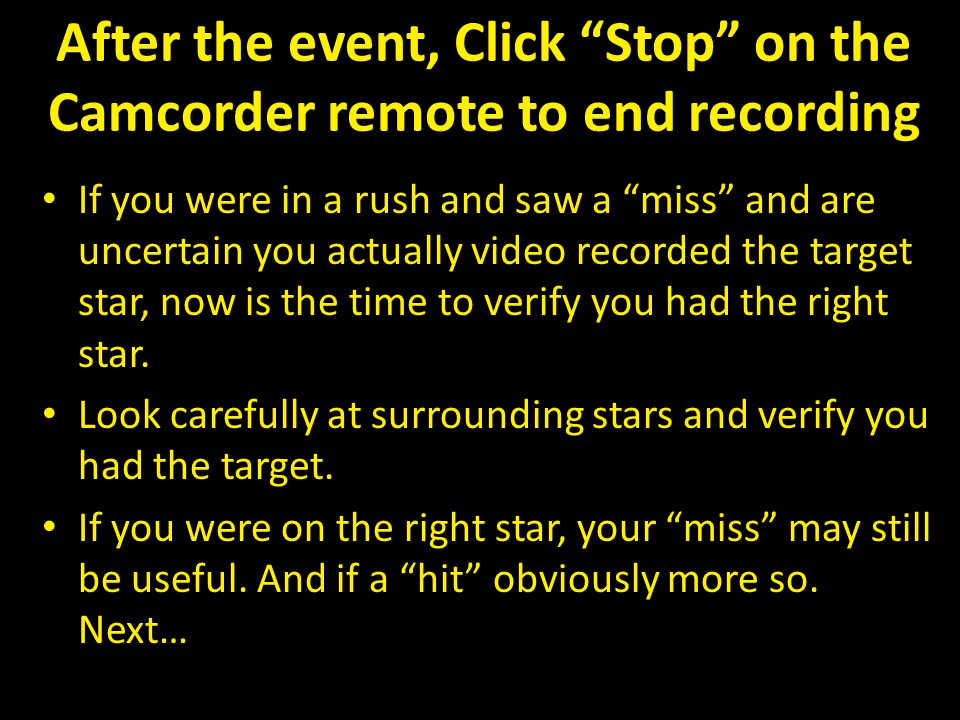 After the event, Click “Stop” on the
Camcorder remote to end recording
• If you were in a rush and saw a “miss” and are
uncertain you actually video recorded the target
star, now is the time to verify you had the right
star.
• Look carefully at surrounding stars and verify you
had the target.
• If you were on the right star, your “miss” may still
be useful. And if a “hit” obviously more so.
Next…